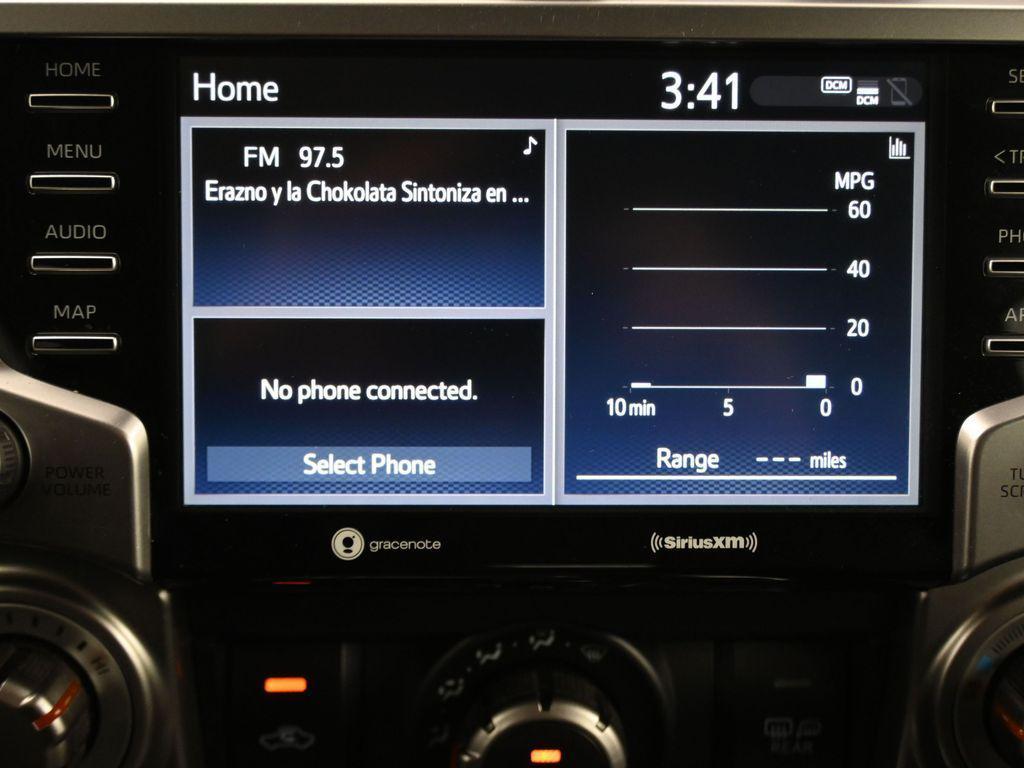 HOME
MENU
AUDIO
MAP
POWER
VOLUME
Home
3:41
DCM
DCM
FM 97.5
Erazno y la Chokolata Sintoniza en ...
No phone connected.
Select Phone
MPG
60
40
20
0
10 min 5 0
Range --- miles
gracenote
SiriusXM
REAR